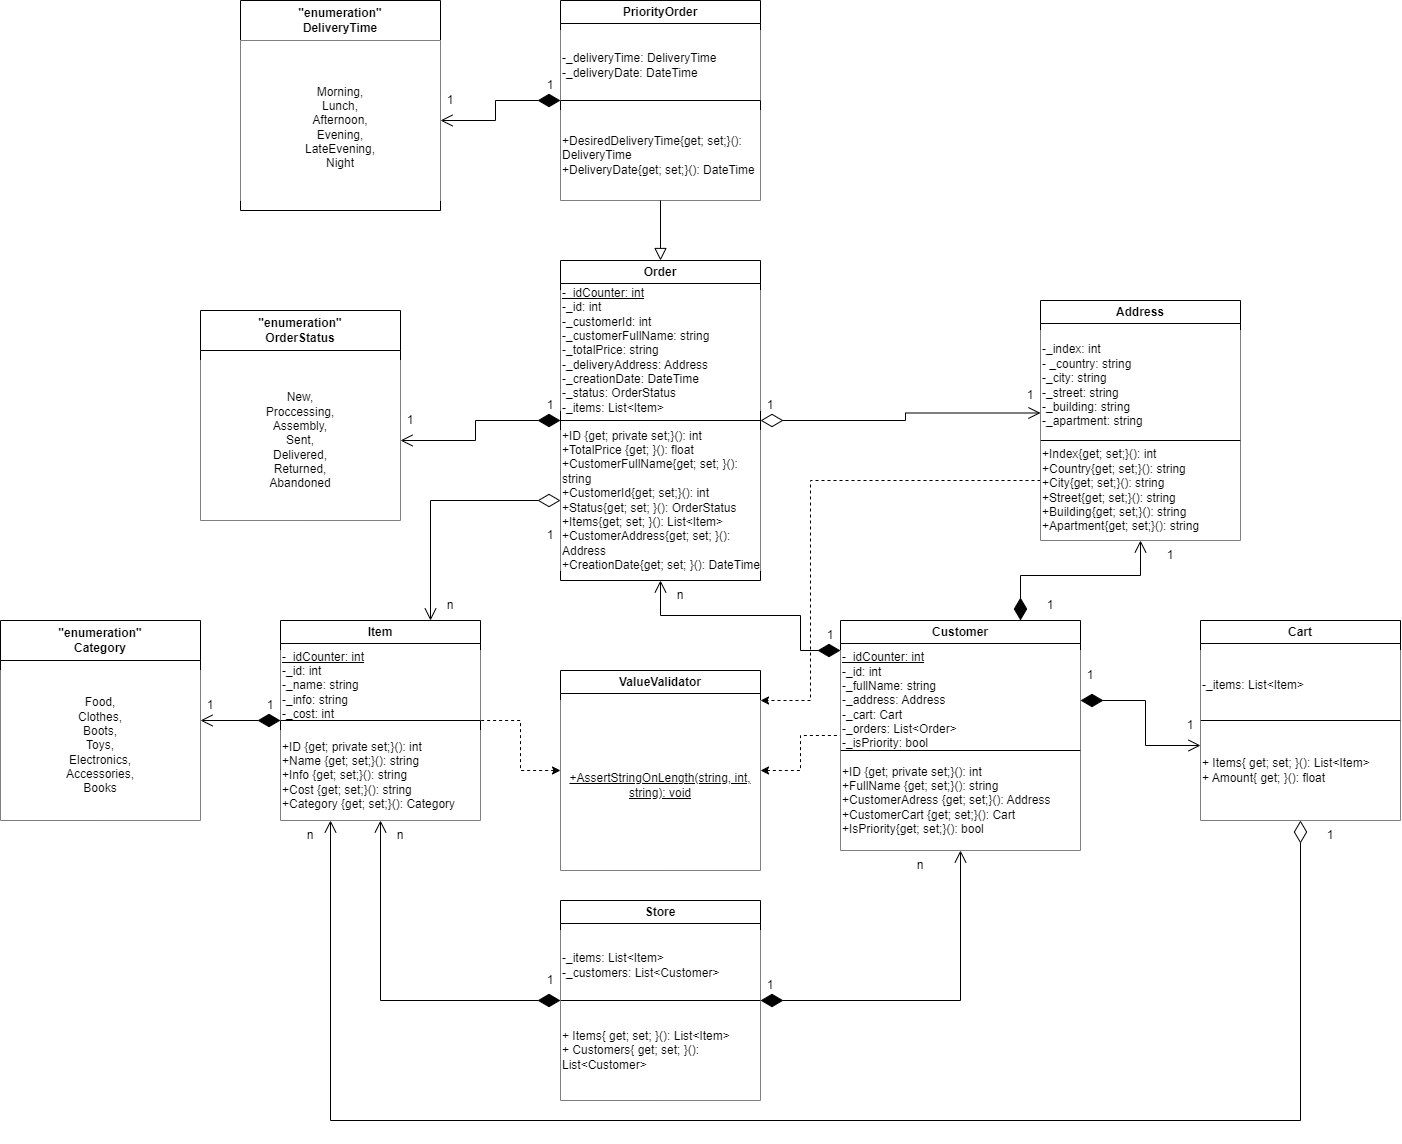 "enumeration"
DeliveryTime
Morning,
Lunch,
Afternoon,
Evening,
LateEvening,
Night
1
1
PriorityOrder
-_deliveryTime: DeliveryTime
-_deliveryDate: DateTime
+DesiredDeliveryTime{get; set;}():
DeliveryTime
+DeliveryDate{get; set;}(): DateTime
"enumeration"
OrderStatus
New,
Proccessing,
Assembly,
Sent,
Delivered,
Returned,
Abandoned
1
1
Order
-_idCounter: int
-_id: int
-_customerId: int
-_customerFullName: string
-_totalPrice: string
-_deliveryAddress: Address
-_creationDate: DateTime
-_status: OrderStatus
-_items: List<Item>
+ID {get; private set;}(): int
+TotalPrice {get; }(): float
+CustomerFullName{get; set; }():
string
+CustomerId{get; set;}(): int
+Status{get; set; }(): OrderStatus
+Items{get; set; }(): List<Item>
+CustomerAddress{get; set; }():
Address
+CreationDate{get; set; }(): DateTime
1
1
Address
-_index: int
- _country: string
-_city: string
-_street: string
-_building: string
-_apartment: string
+Index{get; set;}(): int
+Country{get; set;}(): string
+City{get; set;}(): string
+Street{get; set;}(): string
+Building{get; set;}(): string
+Apartment{get; set;}(): string
1
n
n
1
1
"enumeration"
Category
Food,
Clothes,
Boots,
Toys,
Electronics,
Accessories,
Books
1
1
Item
-_idCounter: int
-_id: int
-_name: string
-_info: string
-_cost: int
+ID {get; private set;}(): int
+Name {get; set;}(): string
+Info {get; set;}(): string
+Cost {get; set;}(): string
+Category {get; set;}(): Category
ValueValidator
+AssertStringOnLength(string, int,
string): void
1
Customer
-_idCounter: int
-_id: int
-_fullName: string
-_address: Address
-_cart: Cart
-_orders: List<Order>
-_isPriority: bool
+ID {get; private set;}(): int
+FullName {get; set;}(): string
+CustomerAdress {get; set;}(): Address
+CustomerCart {get; set;}(): Cart
+IsPriority{get; set;}(): bool
1
1
Cart
-_items: List<Item>
+ Items{ get; set; }(): List<Item>
+ Amount{ get; }(): float
n
n
n
1
Store
-_items: List<Item>
-_customers: List<Customer>
+ Items{ get; set; }(): List<Item>
+ Customers{ get; set; }():
List<Customer>
1
1